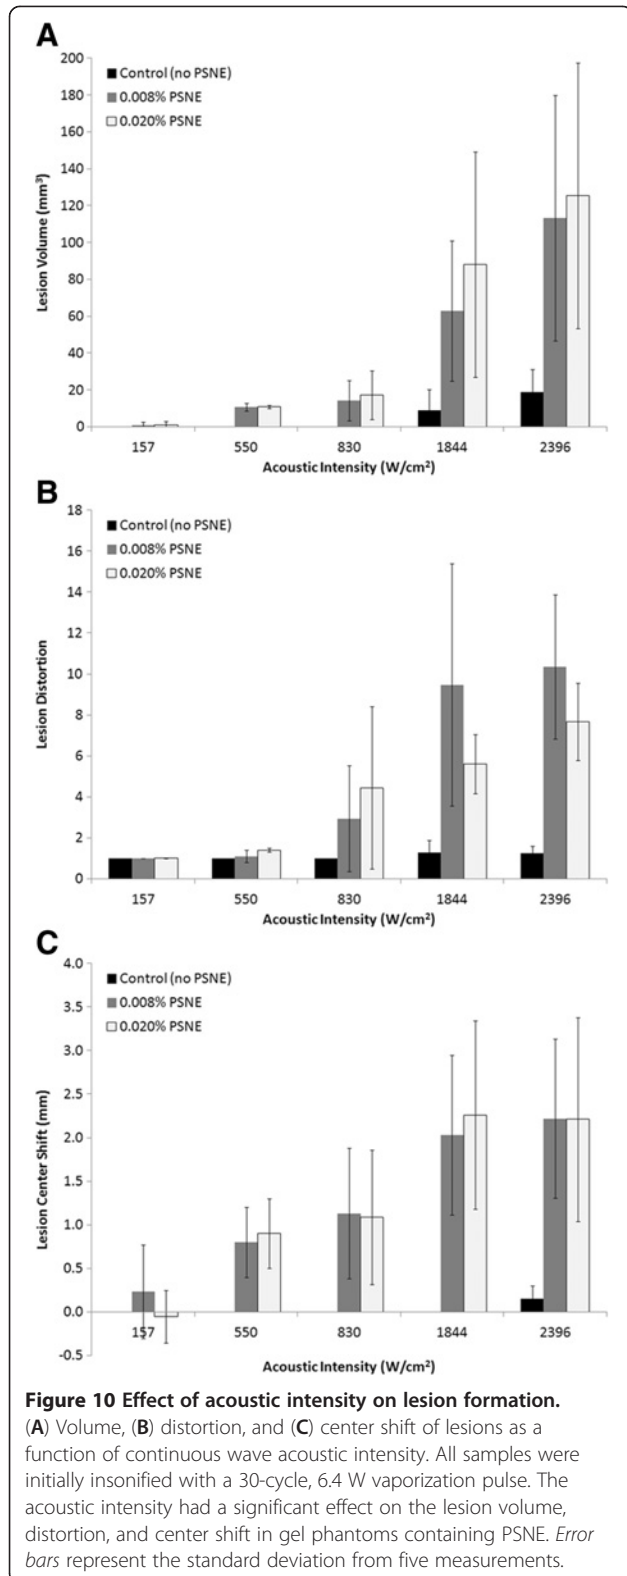 A
200
180
160
140
120
100
80
60
40
20
0
Lesion Volume (mm³)
Control (no PSNE)
0.008% PSNE
0.020% PSNE
157 550 830 1844 2396
Acoustic Intensity (W/cm²)
B
18
16
14
12
10
8
6
4
2
0
Lesion Distortion
Control (no PSNE)
0.008% PSNE
0.020% PSNE
157 550 830 1844 2396
Acoustic Intensity (W/cm²)
C
4.0
3.5
3.0
2.5
2.0
1.5
1.0
0.5
0.0
-0.5
Lesion Center Shift (mm)
Control (no PSNE)
0.008% PSNE
0.020% PSNE
157 550 830 1844 2396
Acoustic Intensity (W/cm²)
Figure 10 Effect of acoustic intensity on lesion formation.
(A) Volume, (B) distortion, and (C) center shift of lesions as a
function of continuous wave acoustic intensity. All samples were
initially insonified with a 30-cycle, 6.4 W vaporization pulse. The
acoustic intensity had a significant effect on the lesion volume,
distortion, and center shift in gel phantoms containing PSNE. Error
bars represent the standard deviation from five measurements.